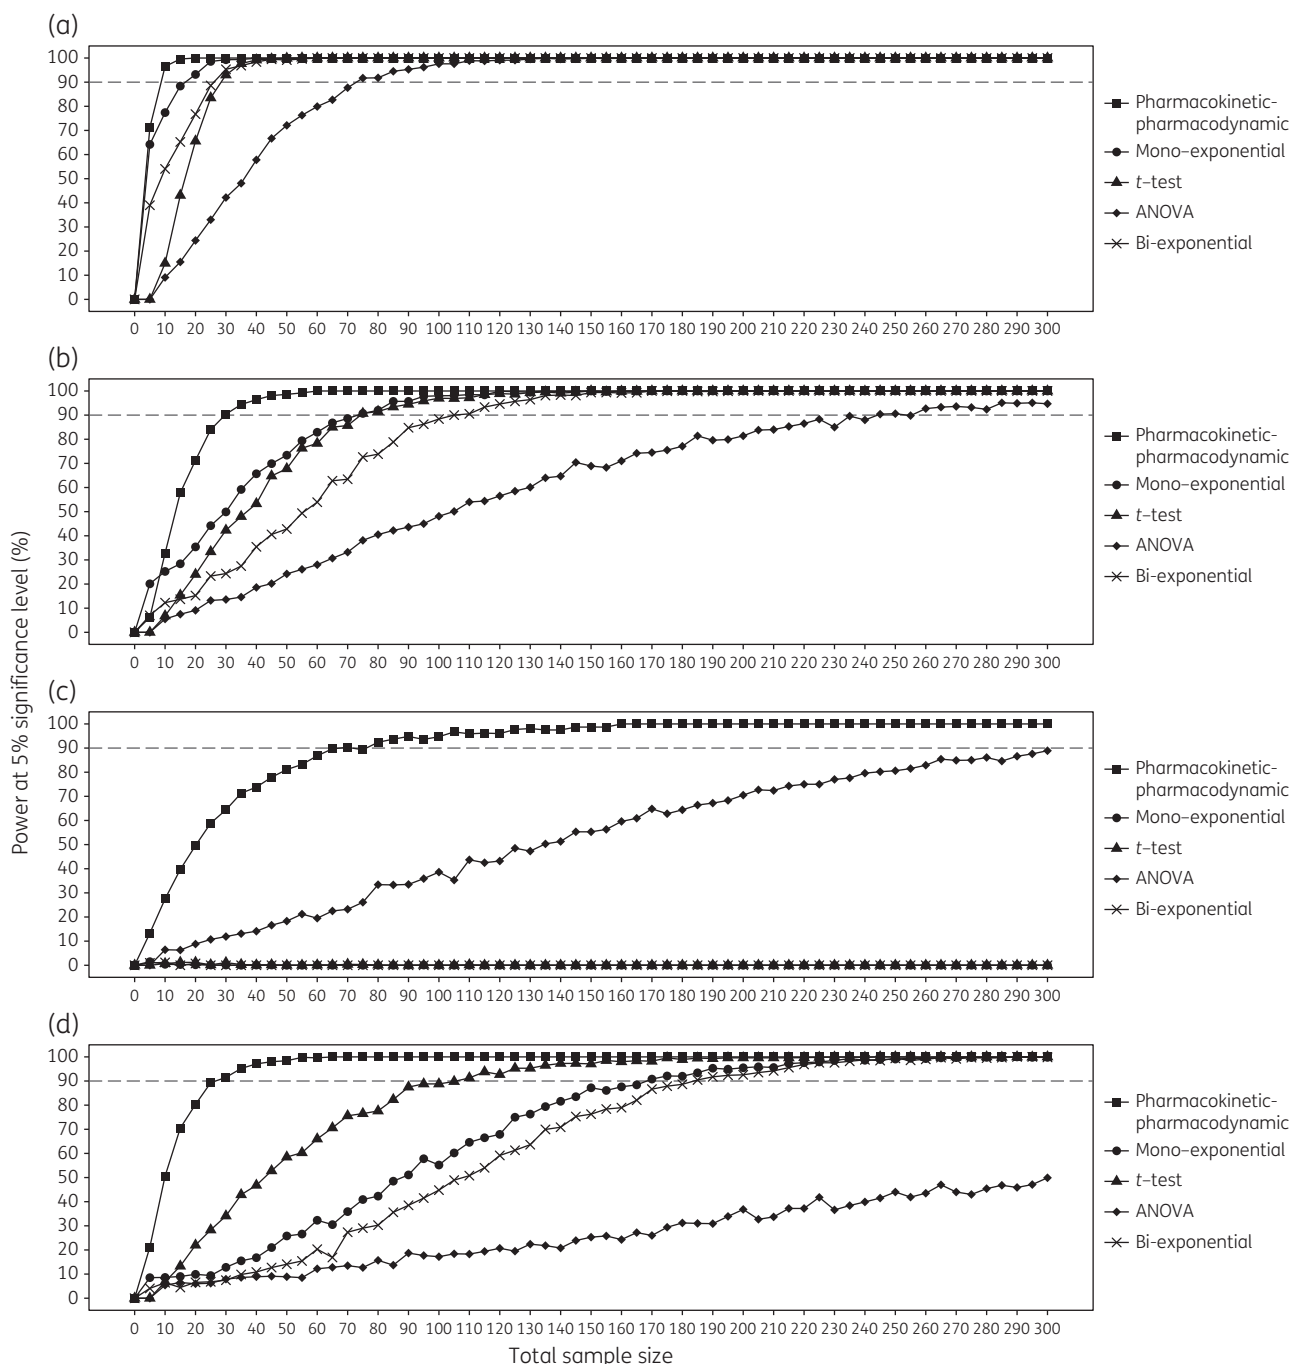 (a)
100
90
80
70
60
50
40
30
20
10
0
0 10 20 30 40 50 60 70 80 90 100 110 120 130 140 150 160 170 180 190 200 210 220 230 240 250 260 270 280 290 300
Pharmacokinetic-
pharmacodynamic
Mono-exponential
t-test
ANOVA
Bi-exponential
(b)
100
90
80
70
60
50
40
30
20
10
0
0 10 20 30 40 50 60 70 80 90 100 110 120 130 140 150 160 170 180 190 200 210 220 230 240 250 260 270 280 290 300
Pharmacokinetic-
pharmacodynamic
Mono-exponential
t-test
ANOVA
Bi-exponential
Power at 5% significance level (%)
(c)
100
90
80
70
60
50
40
30
20
10
0
0 10 20 30 40 50 60 70 80 90 100 110 120 130 140 150 160 170 180 190 200 210 220 230 240 250 260 270 280 290 300
Pharmacokinetic-
pharmacodynamic
Mono-exponential
t-test
ANOVA
Bi-exponential
(d)
100
90
80
70
60
50
40
30
20
10
0
0 10 20 30 40 50 60 70 80 90 100 110 120 130 140 150 160 170 180 190 200 210 220 230 240 250 260 270 280 290 300
Pharmacokinetic-
pharmacodynamic
Mono-exponential
t-test
ANOVA
Bi-exponential
Total sample size